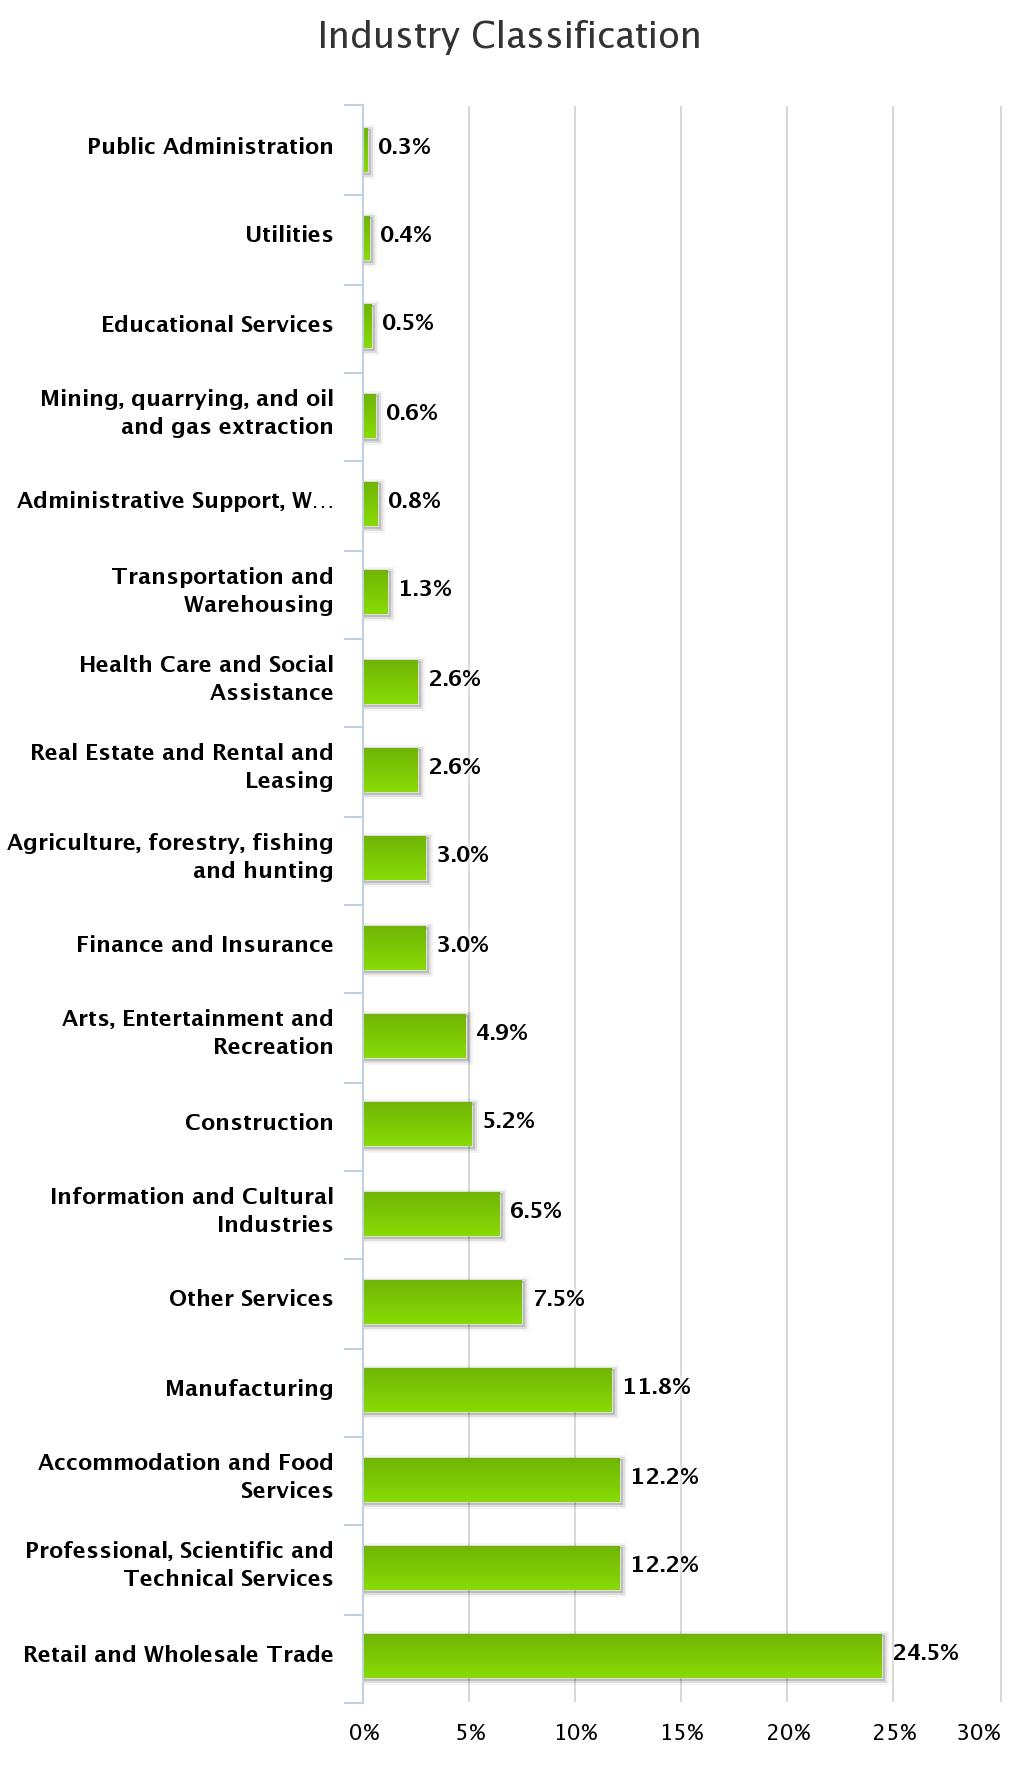 Industry Classification
Public Administration
0.3%
Utilities
0.4%
Educational Services
0.5%
Mining, quarrying, and oil
and gas extraction
0.6%
Administrative Support, W...
0.8%
Transportation and
Warehousing
1.3%
Health Care and Social
Assistance
2.6%
Real Estate and Rental and
Leasing
2.6%
Agriculture, forestry, fishing
and hunting
3.0%
Finance and Insurance
3.0%
Arts, Entertainment and
Recreation
4.9%
Construction
5.2%
Information and Cultural
Industries
6.5%
Other Services
7.5%
Manufacturing
11.8%
Accommodation and Food
Services
12.2%
Professional, Scientific and
Technical Services
12.2%
Retail and Wholesale Trade
24.5%
0% 5% 10% 15% 20% 25% 30%